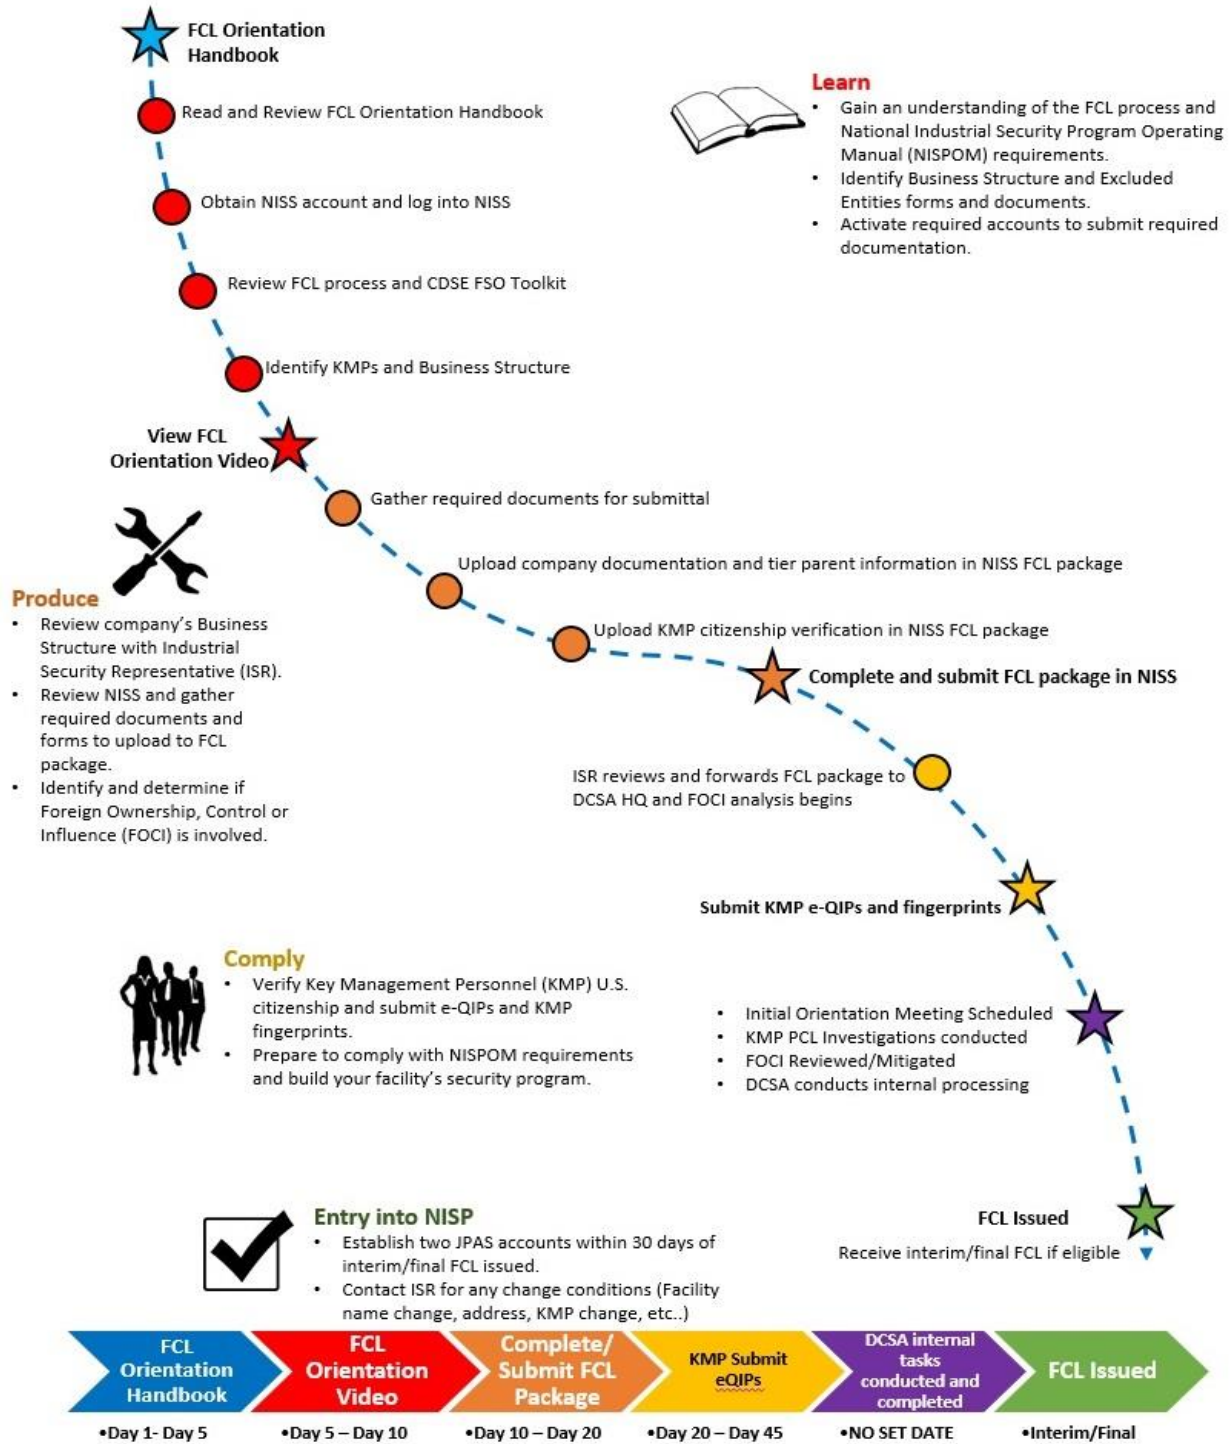 FCL Orientation
Handbook
Read and Review FCL Orientation Handbook
Obtain NISS account and log into NISS
Review FCL process and CDSE FSO Toolkit
Identify KMPs and Business Structure
View FCL
Orientation Video
Learn
• Gain an understanding of the FCL process and
National Industrial Security Program Operating
Manual (NISPOM) requirements.
• Identify Business Structure and Excluded
Entities forms and documents.
• Activate required accounts to submit required
documentation.
Gather required documents for submittal
Upload company documentation and tier parent information in NISS FCL package
Upload KMP citizenship verification in NISS FCL package
Complete and submit FCL package in NISS
Produce
• Review company's Business
Structure with Industrial
Security Representative (ISR).
• Review NISS and gather
required documents and
forms to upload to FCL
package.
• Identify and determine if
Foreign Ownership, Control or
Influence (FOCI) is involved.
ISR reviews and forwards FCL package to
DCSA HQ and FOCI analysis begins
Submit KMP e-QIPs and fingerprints
Comply
• Verify Key Management Personnel (KMP) U.S.
citizenship and submit e-QIPs and KMP
fingerprints.
• Prepare to comply with NISPOM requirements
and build your facility's security program.
• Initial Orientation Meeting Scheduled
• KMP PCL Investigations conducted
• FOCI Reviewed/Mitigated
• DCSA conducts internal processing
FCL Issued
Receive interim/final FCL if eligible
Entry into NISP
• Establish two JPAS accounts within 30 days of
interim/final FCL issued.
• Contact ISR for any change conditions (Facility
name change, address, KMP change, etc..)
FCL
Orientation
Handbook
FCL
Orientation
Video
Complete/
Submit FCL
Package
KMP Submit
eQIPs
DCSA internal
tasks
conducted and
completed
FCL Issued
•Day 1- Day 5
•Day 5 – Day 10
•Day 10 – Day 20
•Day 20 – Day 45
•NO SET DATE
•Interim/Final